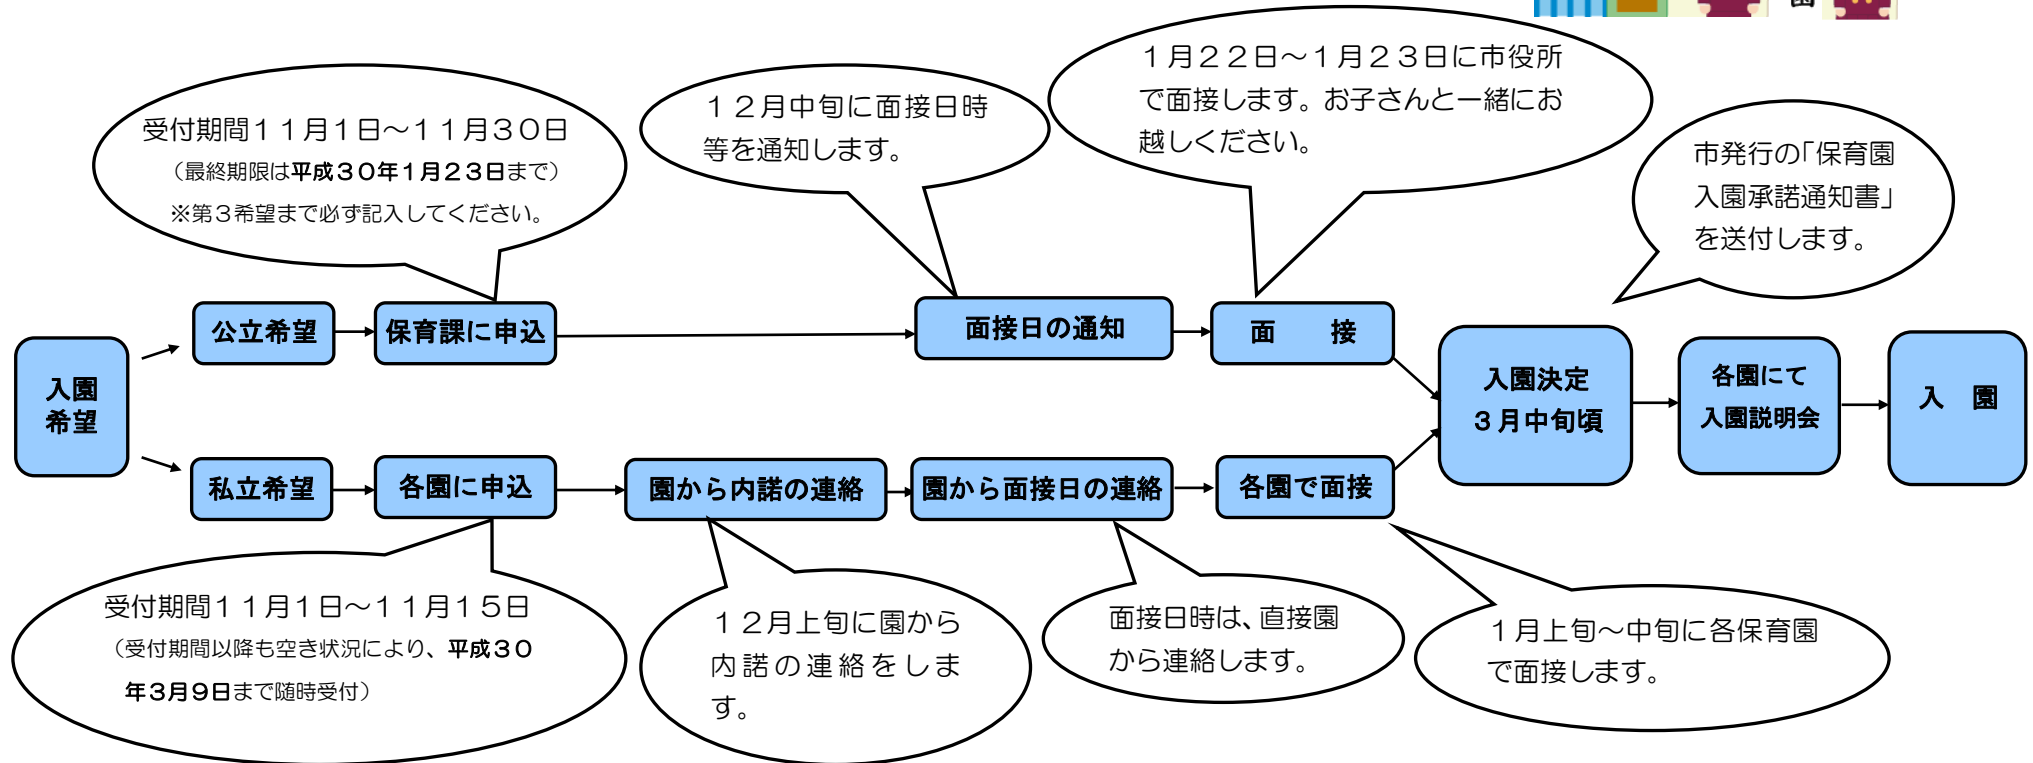 園
１月２２日～１月２３日に市役所
で面接します。お子さんと一緒にお
越しください。
１２月中旬に面接日時
等を通知します。
受付期間１１月１日～１１月３０日
（最終期限は平成３０年１月２３日まで）
※第３希望まで必ず記入してください。
市発行の「保育園
入園承諾通知書」
を送付します。
公立希望
保育課に申込
面接日の通知
面　接
入園
希望
入園決定
３月中旬頃
各園にて
入園説明会
入　園
私立希望
各園に申込
園から内諾の連絡
園から面接日の連絡
各園で面接
受付期間１１月１日～１１月１５日
（受付期間以降も空き状況により、平成３０
年３月９日まで随時受付）
１２月上旬に園から
内諾の連絡をしま
す。
面接日時は、直接園
から連絡します。
１月上旬～中旬に各保育園
で面接します。